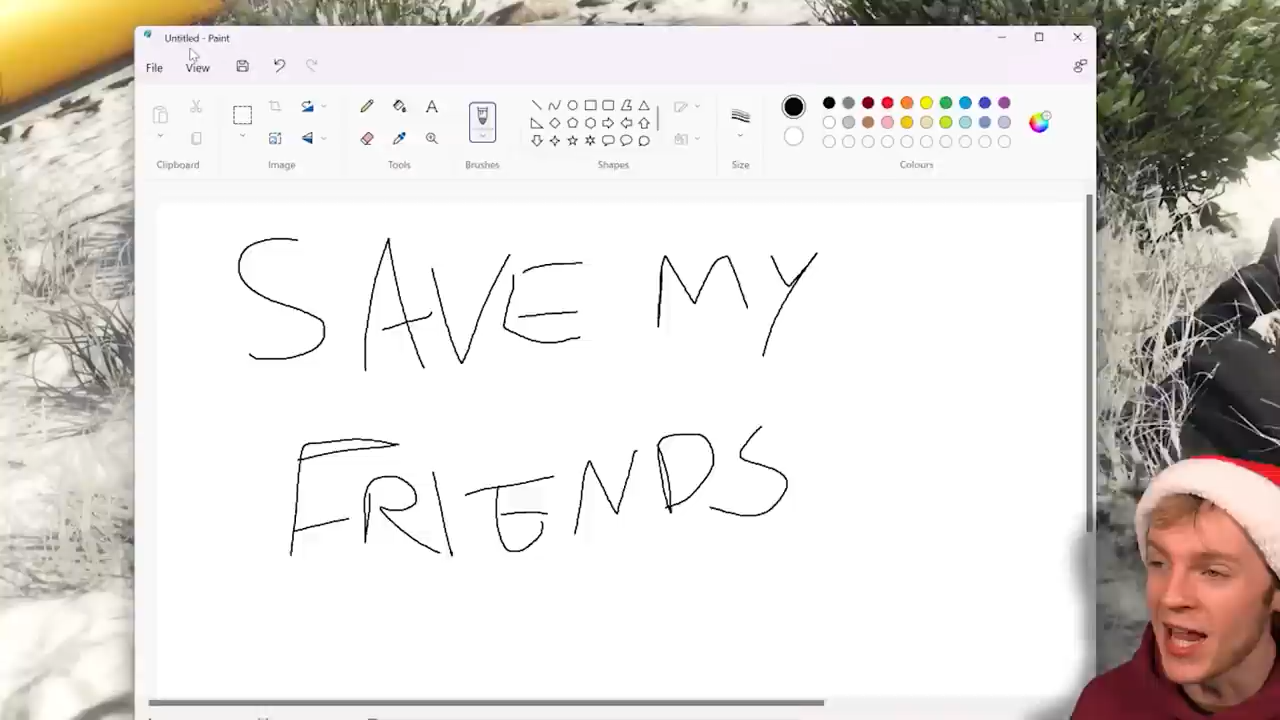 Untitled - Paint
File View
Clipboard Image Tools Brushes Shapes Size Colours
SAVE MY
FRIENDS